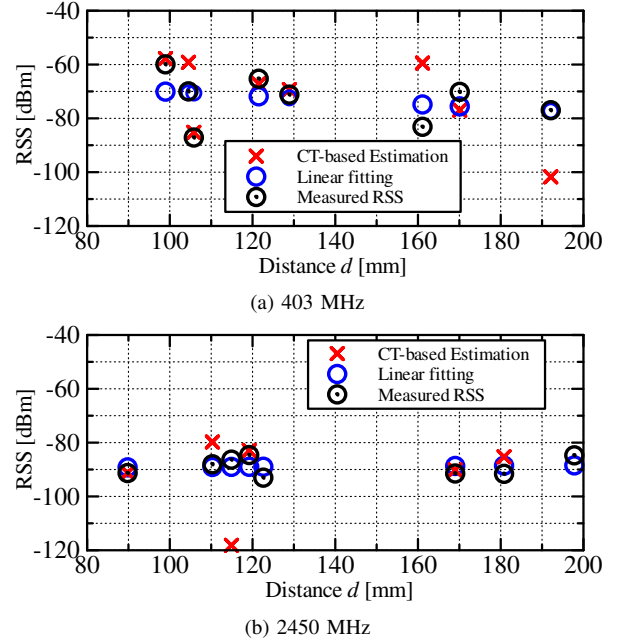 -40
-60
-80
-100
-120
RSS [dBm]
CT-based Estimation
Linear fitting
Measured RSS
80 100 120 140 160 180 200
Distance d [mm]
(a) 403 MHz
-40
-60
-80
-100
-120
RSS [dBm]
CT-based Estimation
Linear fitting
Measured RSS
80 100 120 140 160 180 200
Distance d [mm]
(b) 2450 MHz